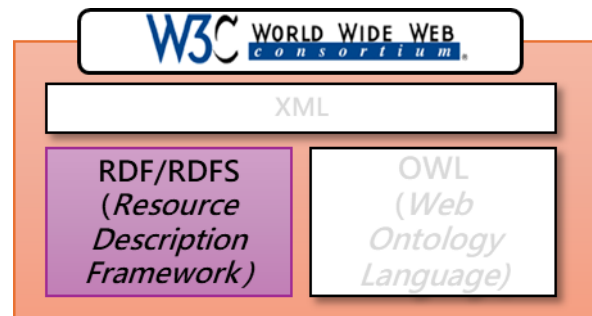 W3C WORLD WIDE WEB
consortium.
XML
RDF/RDFS
(Resource
Description
Framework)
OWL
(Web
Ontology
Language)